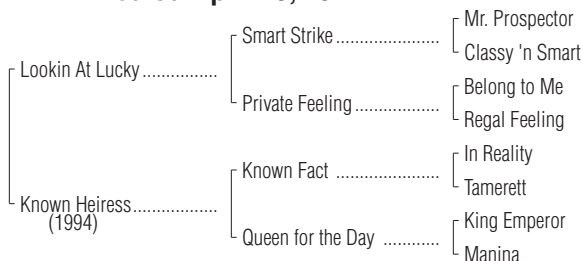 Mr. Prospector
Smart Strike ......................
Classy 'n Smart
Lookin At Lucky ................
Belong to Me
Private Feeling ..................
Regal Feeling
In Reality
Known Fact ......................
Tamerett
Known Heiress ..................
(1994)
King Emperor
Queen for the Day ............
Manina